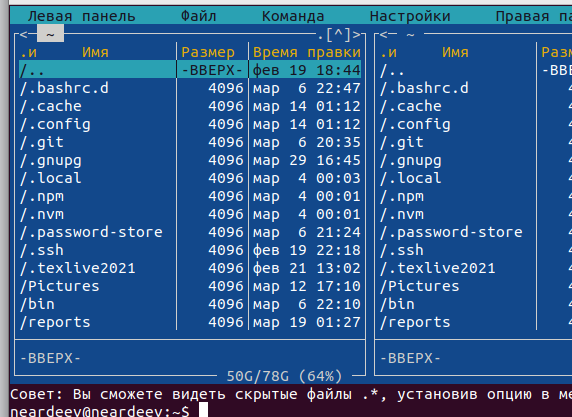 Левая панель Файл Команда Настройки Правая па
<- ~ .[^]> <- ~
.и Имя Размер Время правки .и Имя Разм
/.. -ВВЕРХ- фев 19 18:44 /.. -ВВЕ
/.bashrc.d 4096 мар 6 22:47 /.bashrc.d 4
/.cache 4096 мар 14 01:12 /.cache 4
/.config 4096 мар 14 01:12 /.config 4
/.git 4096 мар 6 20:35 /.git 4
/.gnupg 4096 мар 29 16:45 /.gnupg 4
/.local 4096 мар 4 00:03 /.local 4
/.npm 4096 мар 4 00:01 /.npm 4
/.nvm 4096 мар 4 00:01 /.nvm 4
/.password-store 4096 мар 6 21:24 /.password-store 4
/.ssh 4096 фев 19 22:18 /.ssh 4
/.texlive2021 4096 фев 21 13:02 /.texlive2021 4
/Pictures 4096 мар 12 17:10 /Pictures 4
/bin 4096 мар 6 22:10 /bin 4
/reports 4096 мар 19 01:27 /reports 4
-ВВЕРХ- -ВВЕРХ-
50G/78G (64%)
Совет: Вы сможете видеть скрытые файлы .*, установив опцию в ме
neardeev@neardeev:~$